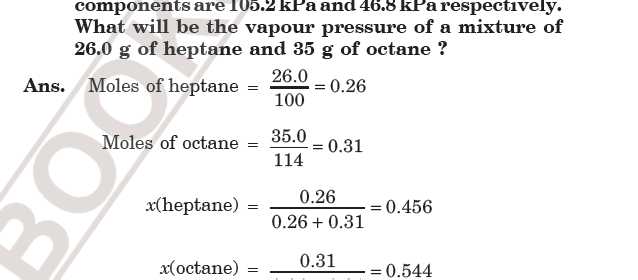 components are 105.2 kPa and 46.8 kPa respectively.
What will be the vapour pressure of a mixture of
26.0 g of heptane and 35 g of octane ?
Ans. Moles of heptane = 26.0 / 100 = 0.26
Moles of octane = 35.0 / 114 = 0.31
x(heptane) = 0.26 / 0.26 + 0.31 = 0.456
x(octane) = 0.31 = 0.544
BOOK